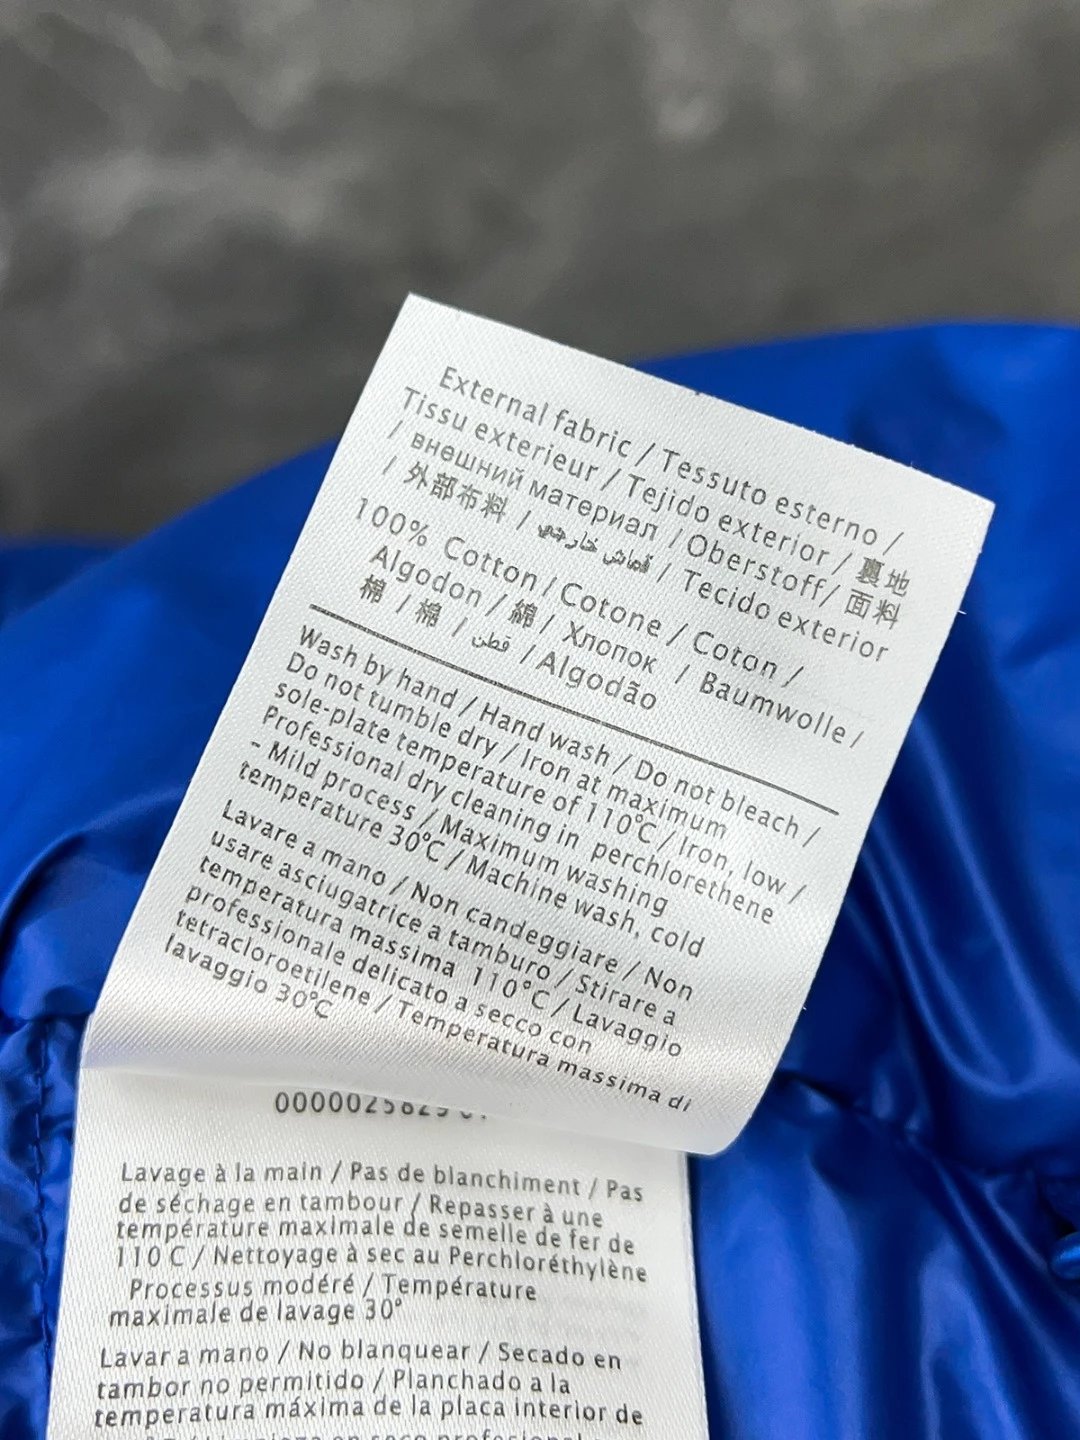 External fabric / Tessuto esterno /
Tissu exterieur / Tejido exterior / 裏地
/ внешний материал / Oberstoff/ 面料
/ 外部布料 / قماش خارجي / Tecido exterior
100% Cotton / Cotone / Coton /
Algodon / 綿 / Хлопок / Baumwolle /
棉 / 棉 / قطن / Algodão
Wash by hand / Hand wash / Do not bleach /
Do not tumble dry / Iron at maximum
sole-plate temperature of 110℃ / Iron, low /
Professional dry cleaning in perchlorethene
- Mild process / Maximum washing
temperature 30℃ / Machine wash, cold
Lavare a mano / Non candeggiare / Non
usare asciugatrice a tamburo / Stirare a
temperatura massima 110°C / Lavaggio
professionale delicato a secco con
tetracloroetilene / Temperatura massima di
lavaggio 30℃
0000025829
Lavage à la main / Pas de blanchiment / Pas
de séchage en tambour / Repasser à une
température maximale de semelle de fer de
110 C / Nettoyage à sec au Perchloréthylène
Processus modéré / Température
maximale de lavage 30°
Lavar a mano / No blanquear / Secado en
tambor no permitido / Planchado a la
temperatura máxima de la placa interior de